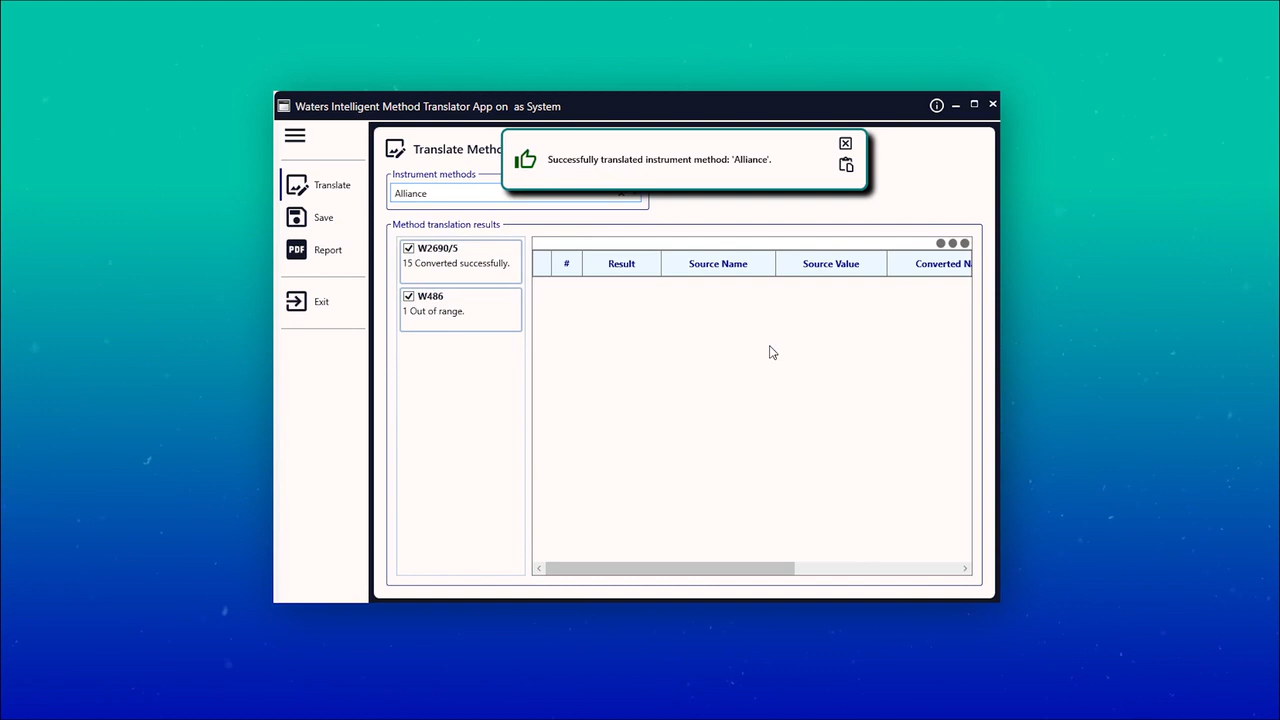 Waters Intelligent Method Translator App on as System
Translate Metho
Successfully translated instrument method: 'Alliance'.
Instrument methods
Alliance
Translate
Save
PDF Report
Exit
Method translation results
W2690/5
15 Converted successfully.
W486
1 Out of range.
# Result Source Name Source Value Converted N